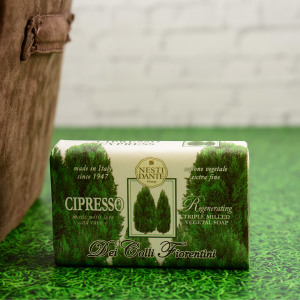 CIPRESSO
made in Italy
since 1947
NESTI
DANTE
sapone vegetale
extra fine
CIPRESSO
Regenerating
TRIPLE MILLED
VEGETAL SOAP
Dei Colli Fiorentini